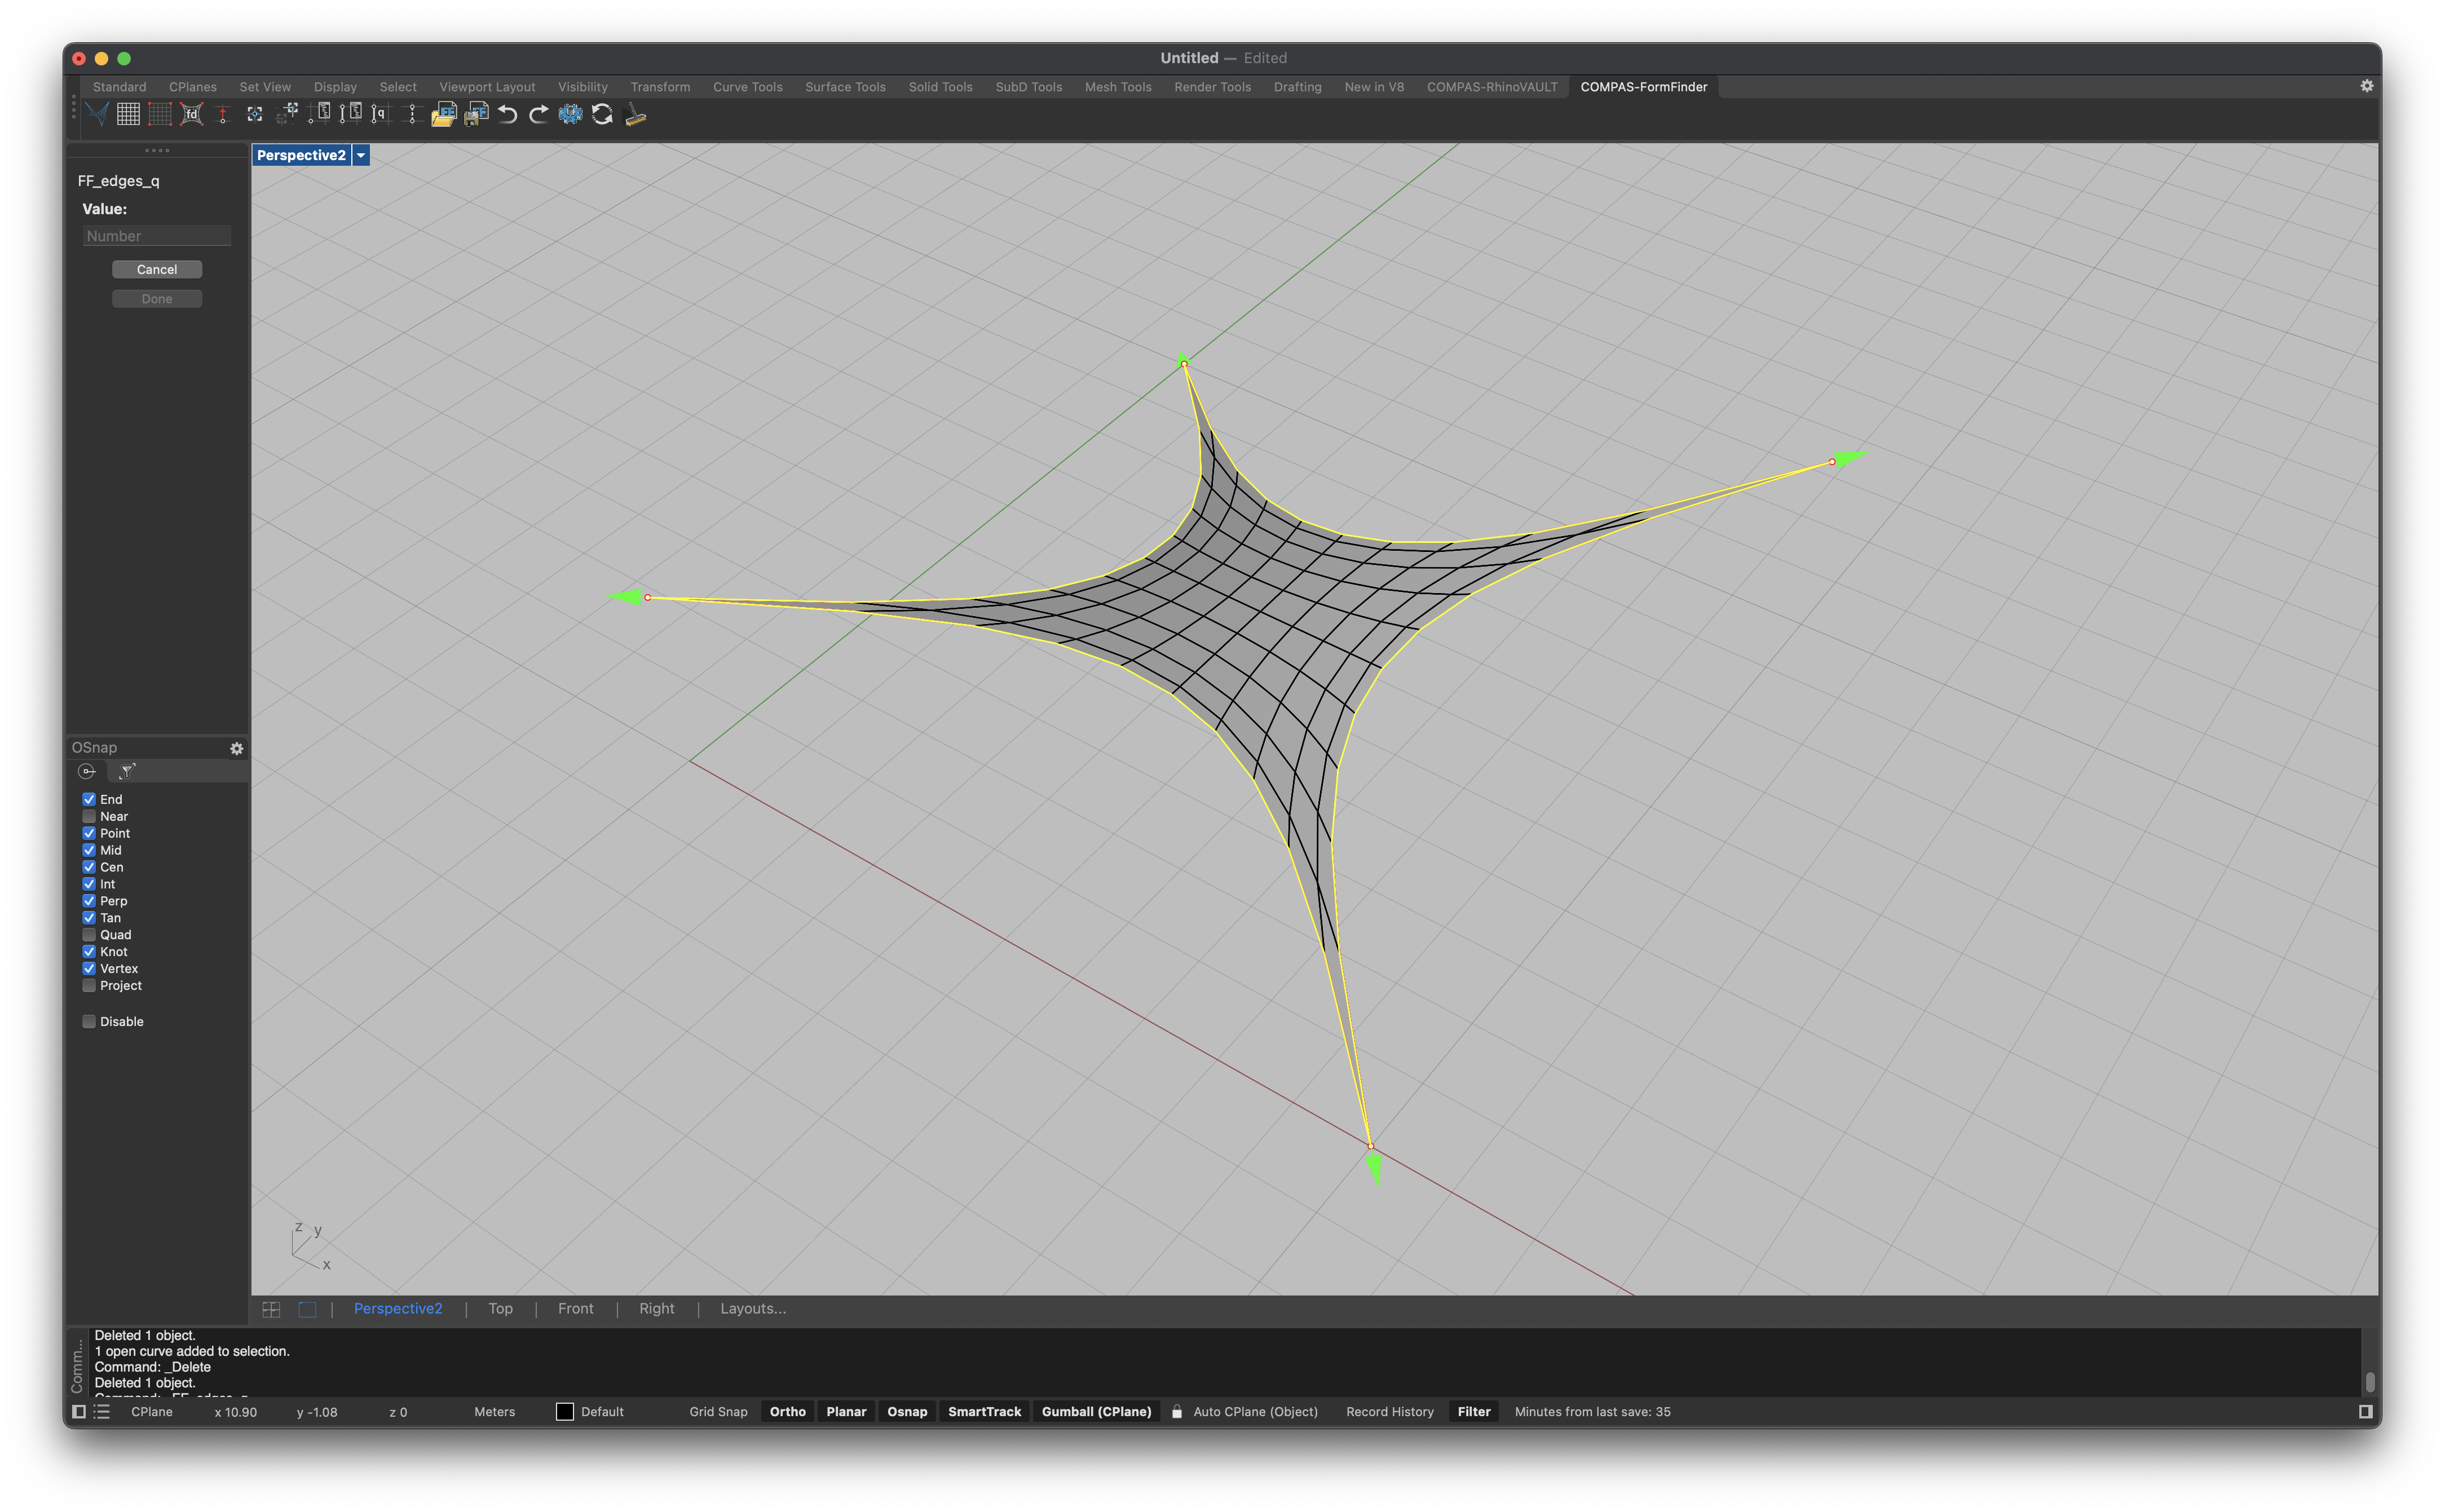 Untitled — Edited
Standard CPlanes Set View Display Select Viewport Layout Visibility Transform Curve Tools Surface Tools Solid Tools SubD Tools Mesh Tools Render Tools Drafting New in V8 COMPAS-RhinoVAULT COMPAS-FormFinder
fd q FF FF
Perspective2
FF_edges_q
Value:
Number
Cancel
Done
OSnap
End
Near
Point
Mid
Cen
Int
Perp
Tan
Quad
Knot
Vertex
Project
Disable
z y
x
Perspective2 | Top | Front | Right | Layouts...
Comm...
Deleted 1 object.
1 open curve added to selection.
Command: _Delete
Deleted 1 object.
Command: _FF_edges_q
CPlane x 10.90 y -1.08 z 0 Meters Default Grid Snap Ortho Planar Osnap SmartTrack Gumball (CPlane) Auto CPlane (Object) Record History Filter Minutes from last save: 35